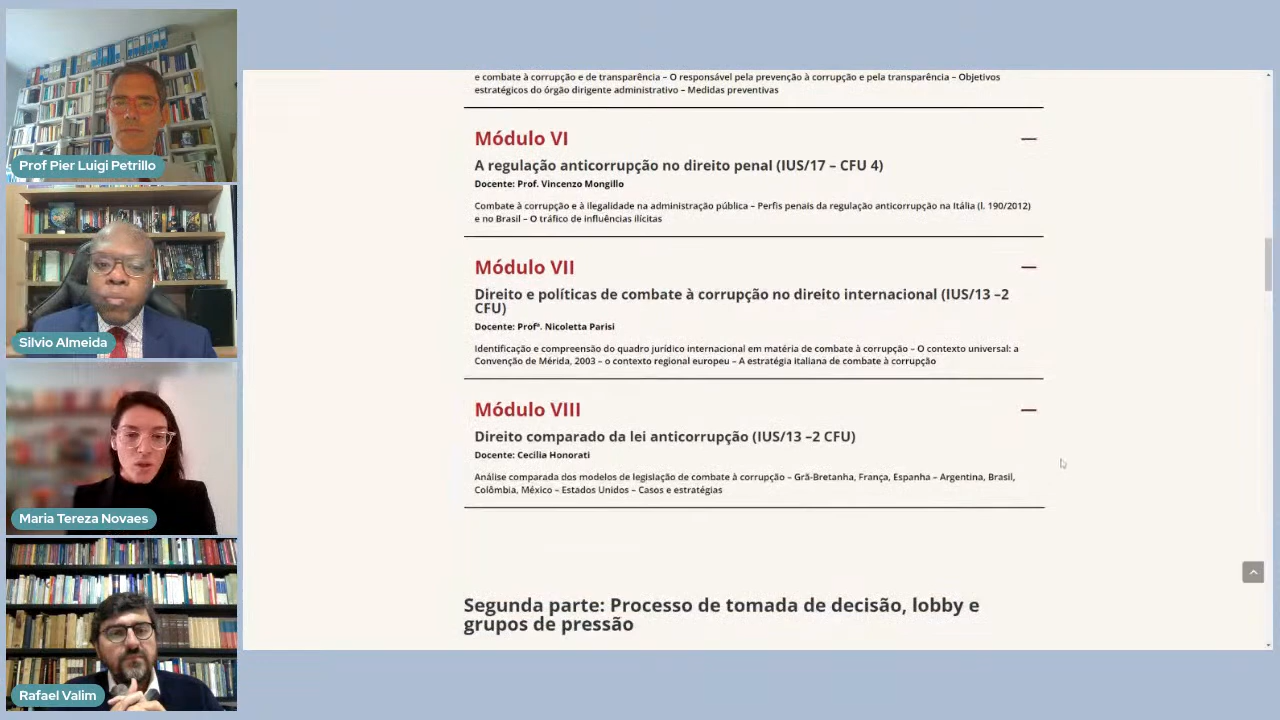 Prof Pier Luigi Petrillo
Silvio Almeida
Maria Tereza Novaes
Rafael Valim
e combate à corrupção e de transparência – O responsável pela prevenção à corrupção e pela transparência – Objetivos
estratégicos do órgão dirigente administrativo – Medidas preventivas
Módulo VI
A regulação anticorrupção no direito penal (IUS/17 – CFU 4)
Docente: Prof. Vincenzo Mongillo
Combate à corrupção e à ilegalidade na administração pública – Perfis penais da regulação anticorrupção na Itália (l. 190/2012)
e no Brasil – O tráfico de influências ilícitas
Módulo VII
Direito e políticas de combate à corrupção no direito internacional (IUS/13 –2
CFU)
Docente: Profª. Nicoletta Parisi
Identificação e compreensão do quadro jurídico internacional em matéria de combate à corrupção – O contexto universal: a
Convenção de Mérida, 2003 – o contexto regional europeu – A estratégia italiana de combate à corrupção
Módulo VIII
Direito comparado da lei anticorrupção (IUS/13 –2 CFU)
Docente: Cecilia Honorati
Análise comparada dos modelos de legislação de combate à corrupção – Grã-Bretanha, França, Espanha – Argentina, Brasil,
Colômbia, México – Estados Unidos – Casos e estratégias
Segunda parte: Processo de tomada de decisão, lobby e
grupos de pressão